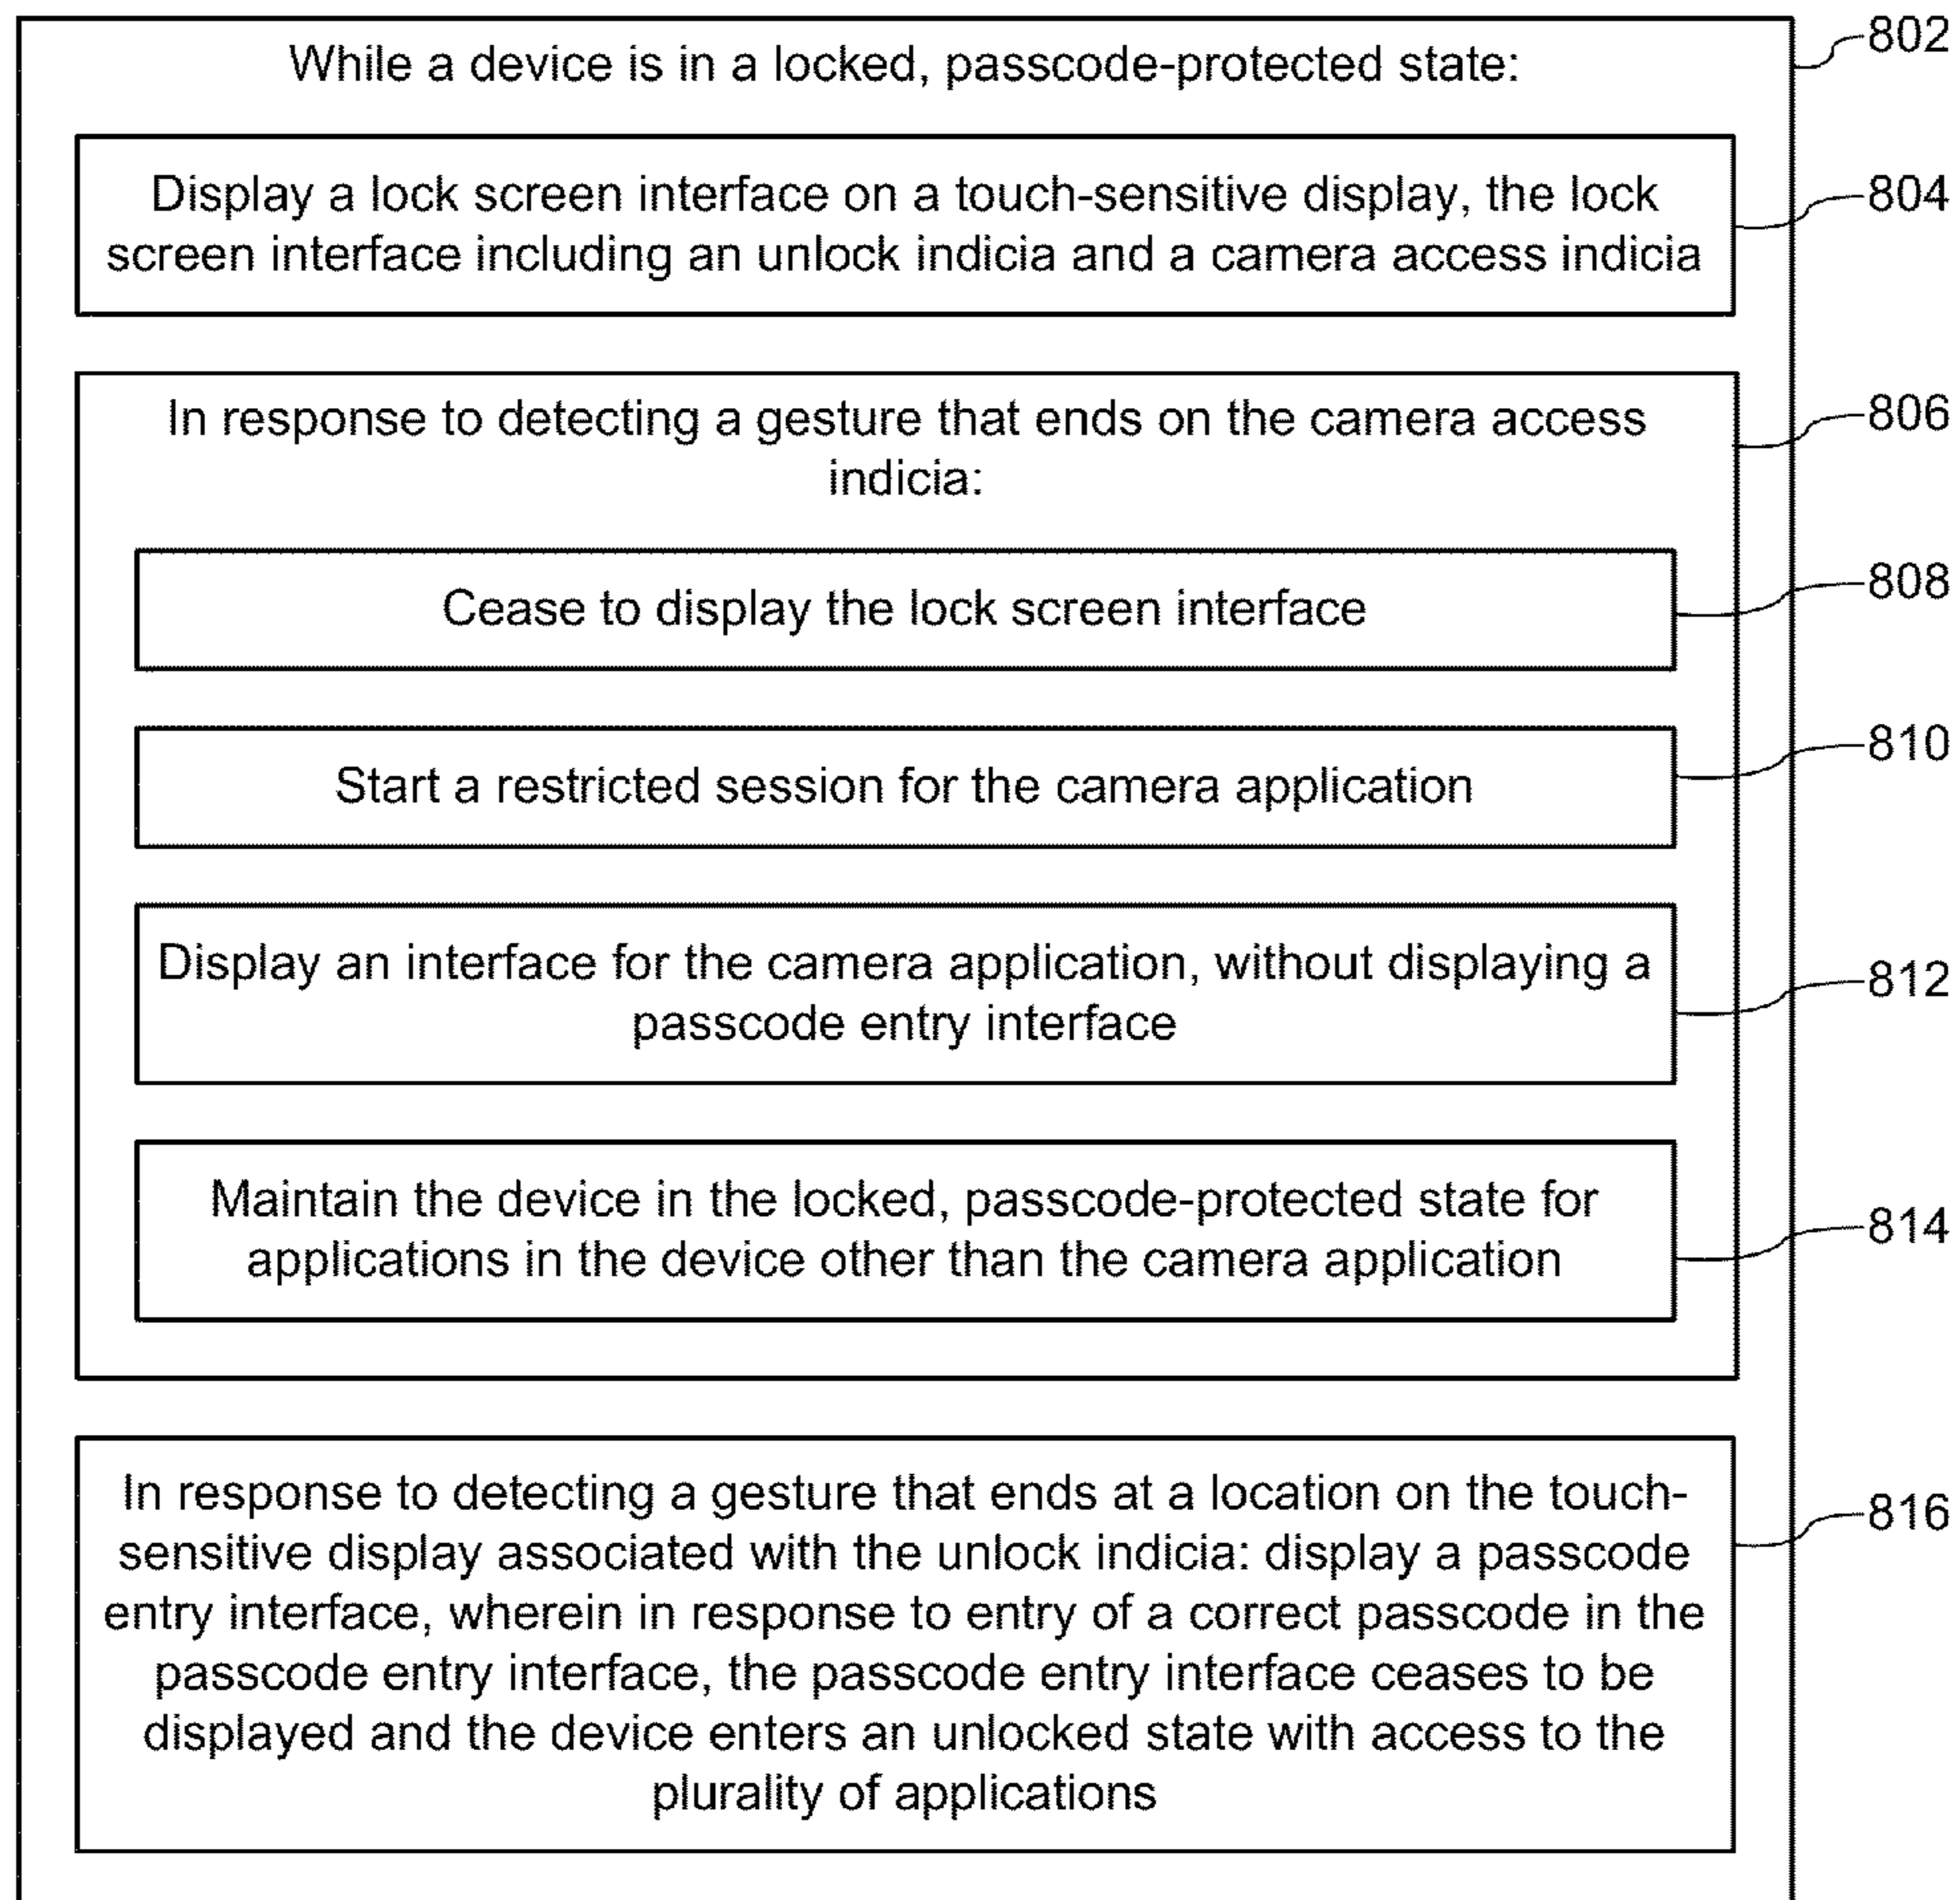 While a device is in a locked, passcode-protected state:
802
Display a lock screen interface on a touch-sensitive display, the lock
screen interface including an unlock indicia and a camera access indicia
804
In response to detecting a gesture that ends on the camera access
indicia:
806
Cease to display the lock screen interface
808
Start a restricted session for the camera application
810
Display an interface for the camera application, without displaying a
passcode entry interface
812
Maintain the device in the locked, passcode-protected state for
applications in the device other than the camera application
814
In response to detecting a gesture that ends at a location on the touch-
sensitive display associated with the unlock indicia: display a passcode
entry interface, wherein in response to entry of a correct passcode in the
passcode entry interface, the passcode entry interface ceases to be
displayed and the device enters an unlocked state with access to the
plurality of applications
816